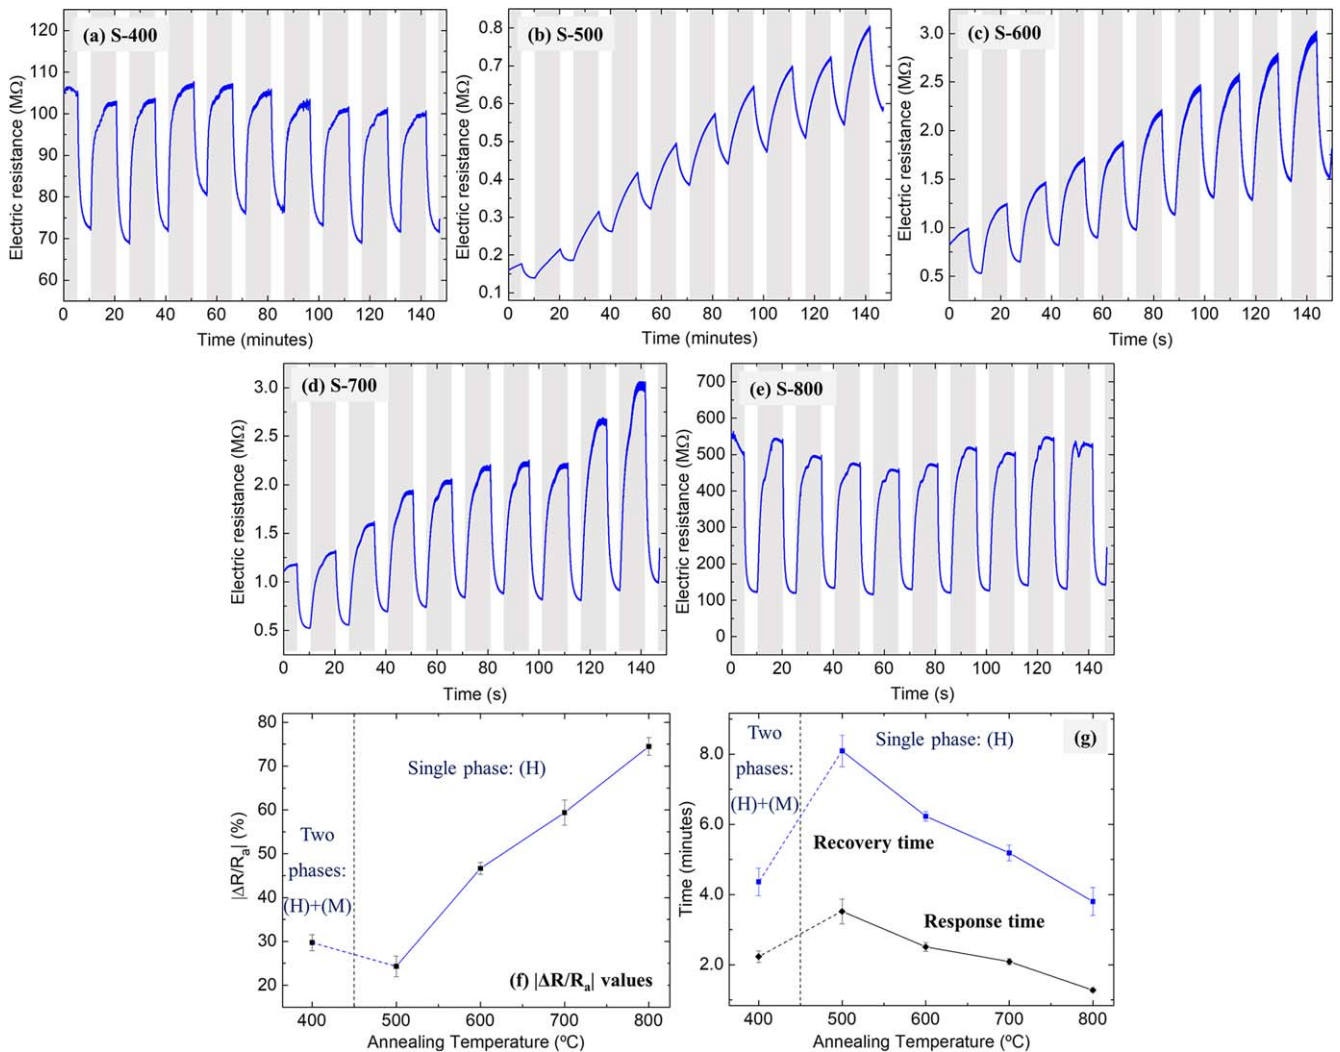 (a) S-400
Electric resistance (MΩ)
120
110
100
90
80
70
60
0 20 40 60 80 100 120 140
Time (minutes)
(b) S-500
Electric resistance (MΩ)
0.8
0.7
0.6
0.5
0.4
0.3
0.2
0.1
0 20 40 60 80 100 120 140
Time (minutes)
(c) S-600
Electric resistance (MΩ)
3.0
2.5
2.0
1.5
1.0
0.5
0 20 40 60 80 100 120 140
Time (s)
(d) S-700
Electric resistance (MΩ)
3.0
2.5
2.0
1.5
1.0
0.5
0 20 40 60 80 100 120 140
Time (s)
(e) S-800
Electric resistance (MΩ)
700
600
500
400
300
200
100
0
0 20 40 60 80 100 120 140
Time (s)
|ΔR/Rₐ| (%)
80
70
60
50
40
30
20
Two
phases:
(H)+(M)
Single phase: (H)
(f) |ΔR/Rₐ| values
400 500 600 700 800
Annealing Temperature (ºC)
(g)
Time (minutes)
8.0
6.0
4.0
2.0
Two
phases:
(H)+(M)
Single phase: (H)
Recovery time
Response time
400 500 600 700 800
Annealing Temperature (ºC)